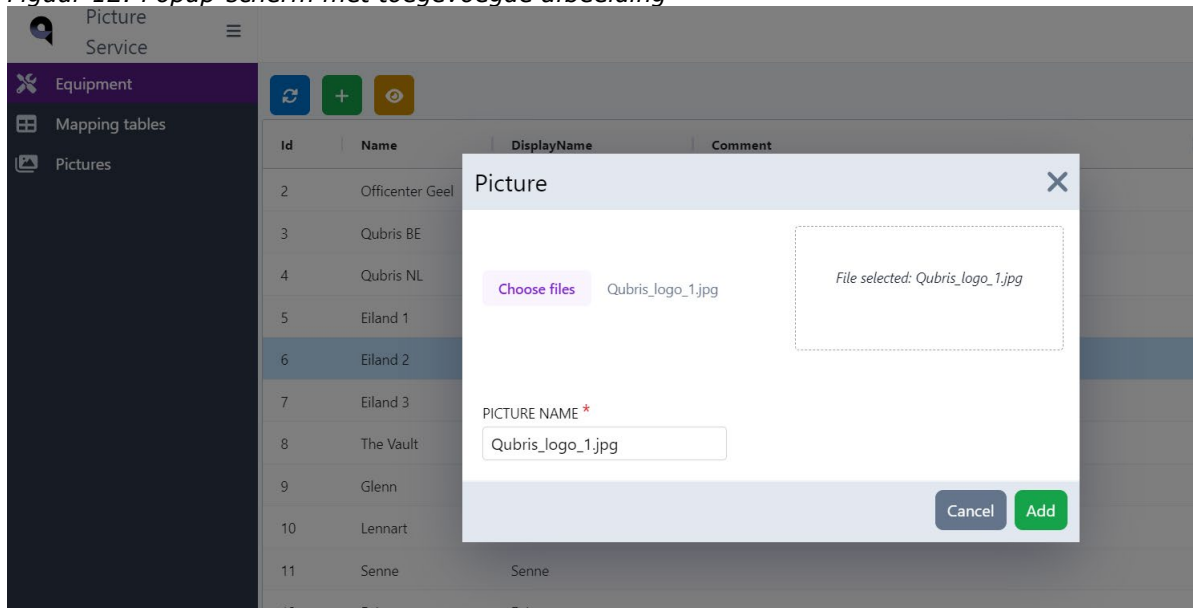 Figuur 12: Popup-scherm met toegevoegde afbeelding
Picture
Service
Equipment
Mapping tables
Pictures
Id Name DisplayName Comment
2 Officenter Geel
3 Qubris BE
4 Qubris NL
5 Eiland 1
6 Eiland 2
7 Eiland 3
8 The Vault
9 Glenn
10 Lennart
11 Senne Senne
Picture
Choose files Qubris_logo_1.jpg
File selected: Qubris_logo_1.jpg
PICTURE NAME *
Qubris_logo_1.jpg
Cancel Add